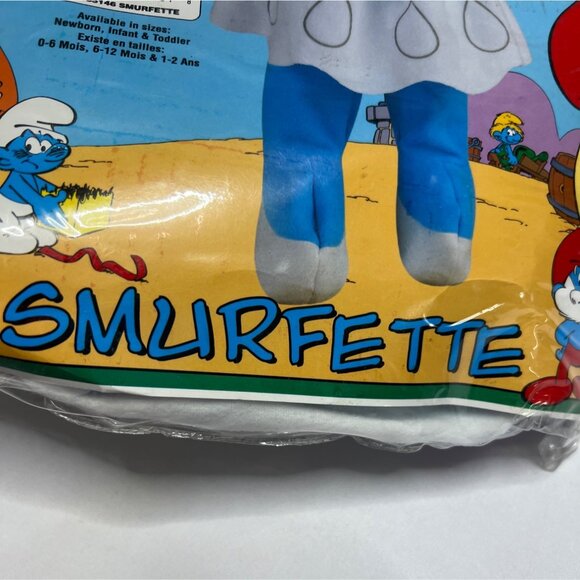 SMURFETTE
Available in sizes:
Newborn, Infant & Toddler
Existe en tailles:
0-6 Mois, 6-12 Mois & 1-2 Ans
SMURFETTE